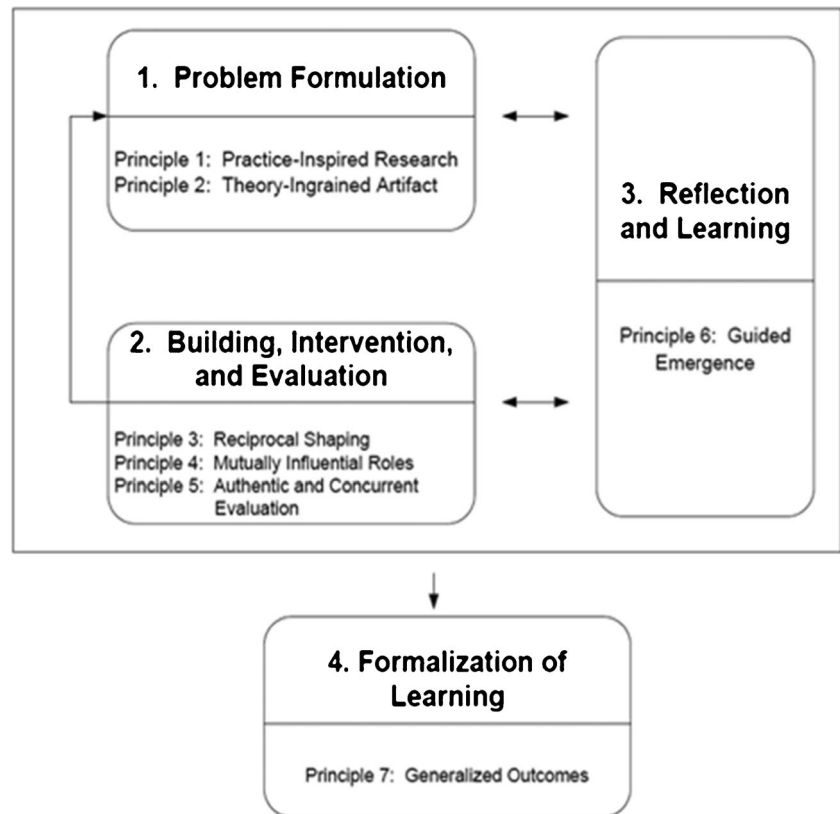 1. Problem Formulation
Principle 1: Practice-Inspired Research
Principle 2: Theory-Ingrained Artifact
2. Building, Intervention,
and Evaluation
Principle 3: Reciprocal Shaping
Principle 4: Mutually Influential Roles
Principle 5: Authentic and Concurrent
Evaluation
3. Reflection
and Learning
Principle 6: Guided
Emergence
4. Formalization of
Learning
Principle 7: Generalized Outcomes